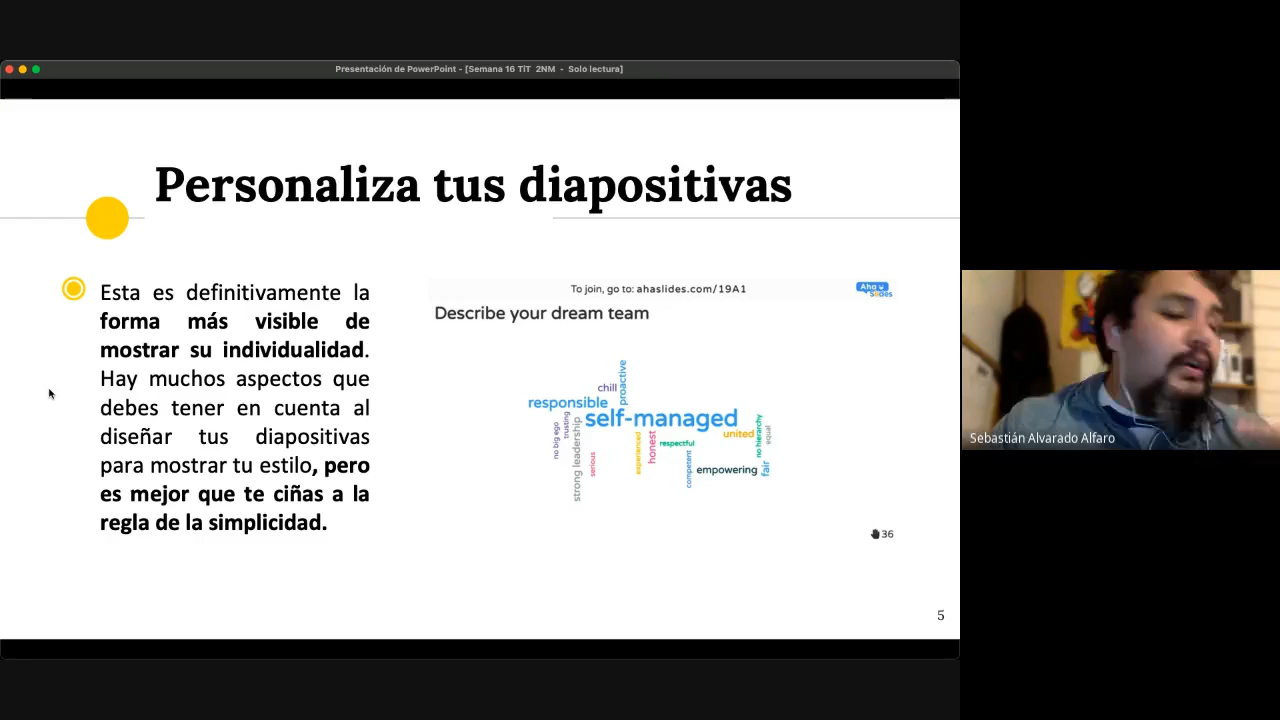 Presentación de PowerPoint - [Semana 16 TiT 2NM - Solo lectura]
Personaliza tus diapositivas
Esta es definitivamente la
forma más visible de
mostrar su individualidad.
Hay muchos aspectos que
debes tener en cuenta al
diseñar tus diapositivas
para mostrar tu estilo, pero
es mejor que te ciñas a la
regla de la simplicidad.
To join, go to: ahaslides.com/19A1
Aha
Slides
Describe your dream team
proactive
chill
responsible
self-managed
trusting
no big ego
strong leadership
serious
experienced
honest
respectful
united
no hierarchy
equal
competent
empowering
fair
36
5
Sebastián Alvarado Alfaro